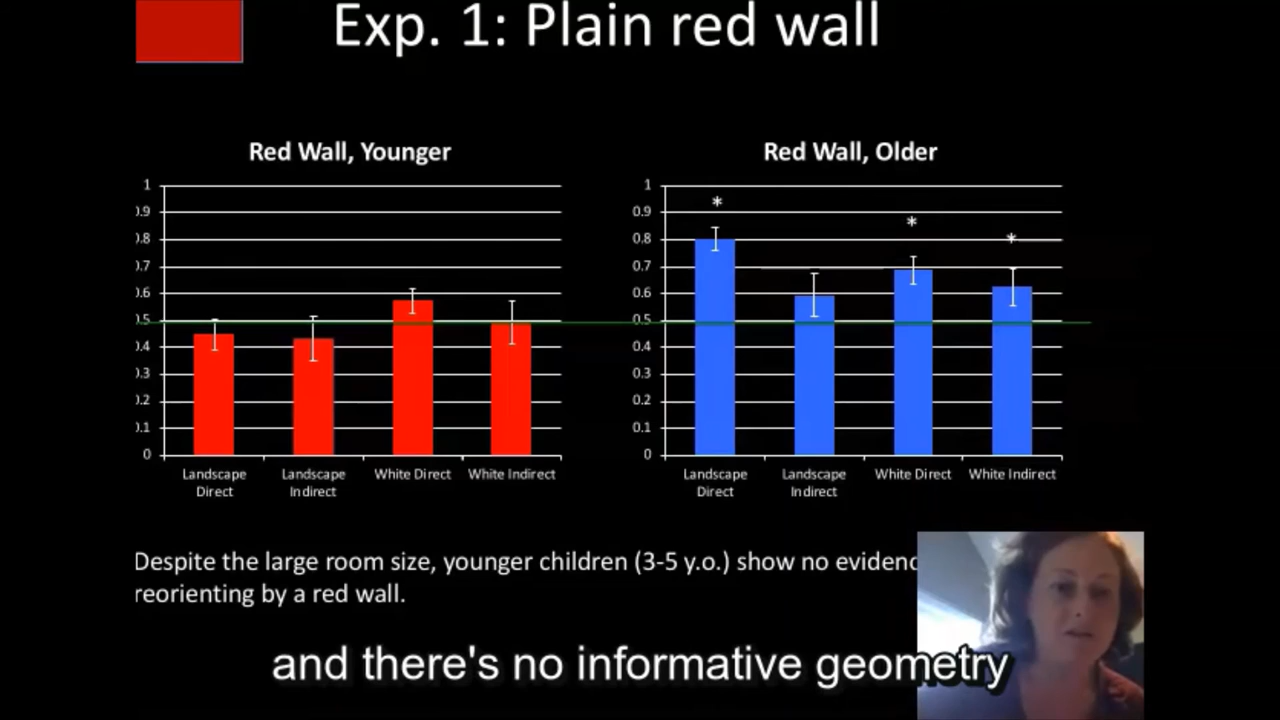 Exp. 1: Plain red wall
Red Wall, Younger
1
0.9
0.8
0.7
0.6
0.5
0.4
0.3
0.2
0.1
0
Landscape Direct
Landscape Indirect
White Direct
White Indirect
Red Wall, Older
1
0.9
0.8
0.7
0.6
0.5
0.4
0.3
0.2
0.1
0
*
*
*
Landscape Direct
Landscape Indirect
White Direct
White Indirect
Despite the large room size, younger children (3-5 y.o.) show no
reorienting by a red wall.
and there's no informative geometry